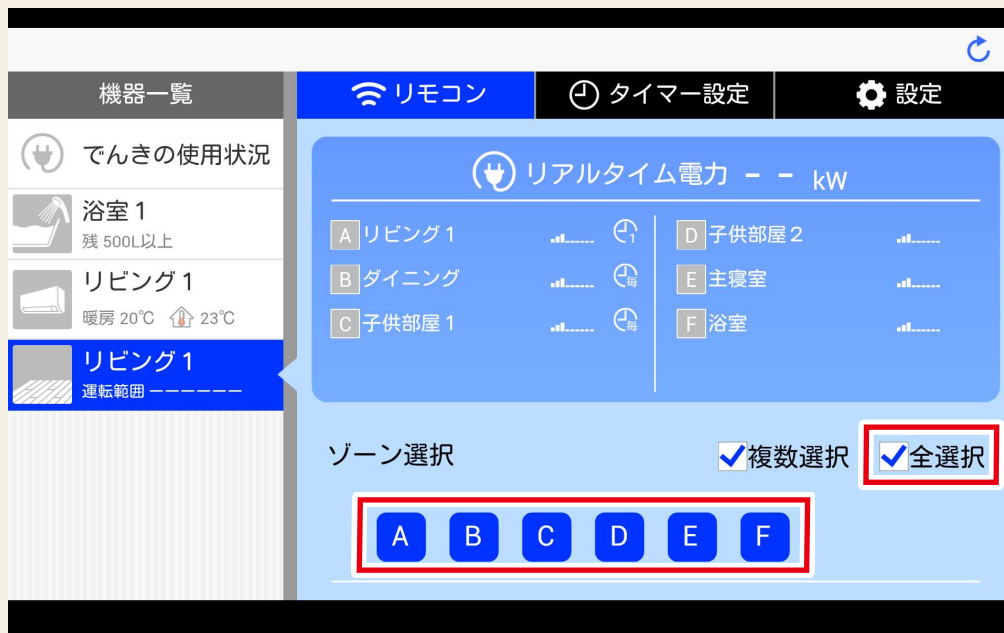 機器一覧
リモコン
タイマー設定
設定
でんきの使用状況
浴室1
残 500L以上
リビング1
暖房 20℃ 23℃
リビング1
運転範囲 ーーーーーー
リアルタイム電力 − − kW
A リビング1 1
B ダイニング 毎
C 子供部屋1 毎
D 子供部屋2
E 主寝室
F 浴室
ゾーン選択
複数選択
全選択
A B C D E F